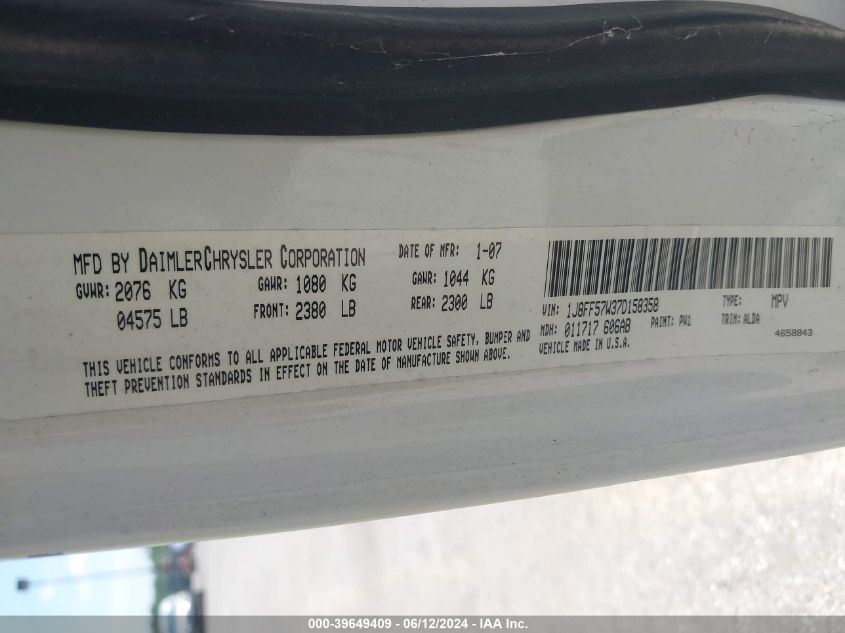 MFD BY DAIMLERCHRYSLER CORPORATION DATE OF MFR: 1-07
GVWR: 2076 KG GAWR: 1080 KG GAWR: 1044 KG
04575 LB FRONT: 2380 LB REAR: 2300 LB
THIS VEHICLE CONFORMS TO ALL APPLICABLE FEDERAL MOTOR VEHICLE SAFETY, BUMPER AND
THEFT PREVENTION STANDARDS IN EFFECT ON THE DATE OF MANUFACTURE SHOWN ABOVE.
VIN: 1J8FF57W37D158358 TYPE: MPV
MDH: 011717 606AB PAINT: PW1 TRIM: ALDA
VEHICLE MADE IN U.S.A. 4658843
000-39649409 - 06/12/2024 - IAA Inc.